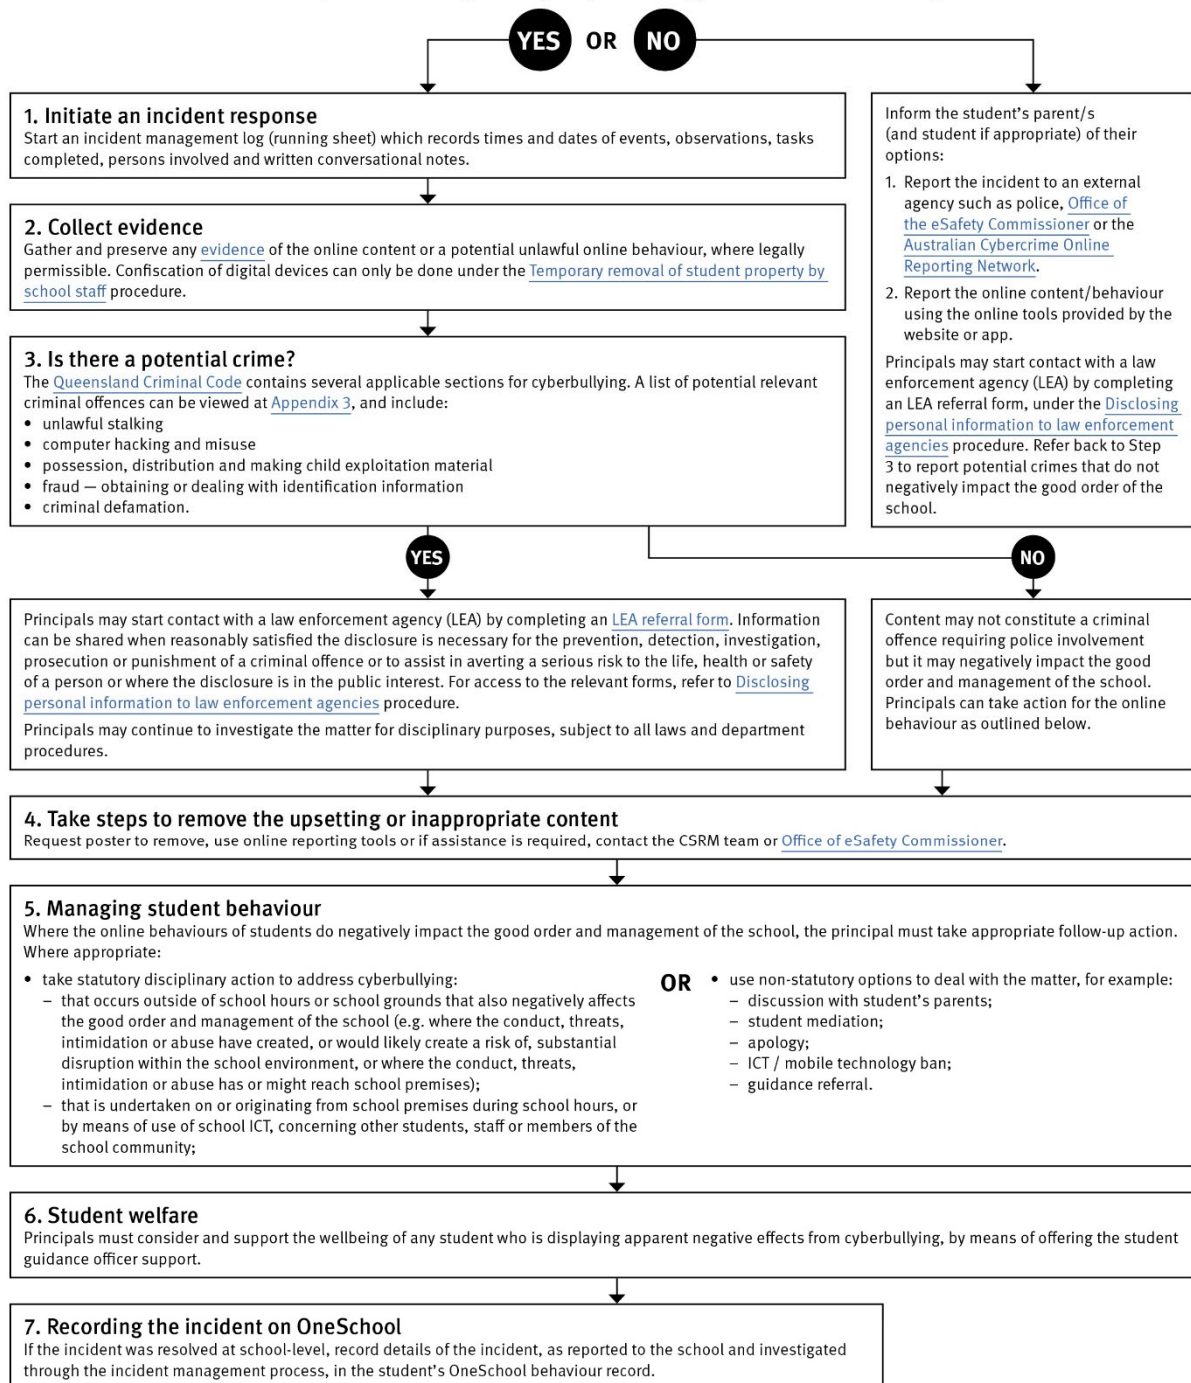 YES OR NO
1. Initiate an incident response
Start an incident management log (running sheet) which records times and dates of events, observations, tasks
completed, persons involved and written conversational notes.
2. Collect evidence
Gather and preserve any evidence of the online content or a potential unlawful online behaviour, where legally
permissible. Confiscation of digital devices can only be done under the Temporary removal of student property by
school staff procedure.
3. Is there a potential crime?
The Queensland Criminal Code contains several applicable sections for cyberbullying. A list of potential relevant
criminal offences can be viewed at Appendix 3, and include:
• unlawful stalking
• computer hacking and misuse
• possession, distribution and making child exploitation material
• fraud — obtaining or dealing with identification information
• criminal defamation.
Inform the student's parent/s
(and student if appropriate) of their
options:
1. Report the incident to an external
agency such as police, Office of
the eSafety Commissioner or the
Australian Cybercrime Online
Reporting Network.
2. Report the online content/behaviour
using the online tools provided by the
website or app.
Principals may start contact with a law
enforcement agency (LEA) by completing
an LEA referral form, under the Disclosing
personal information to law enforcement
agencies procedure. Refer back to Step
3 to report potential crimes that do not
negatively impact the good order of the
school.
YES
NO
Principals may start contact with a law enforcement agency (LEA) by completing an LEA referral form. Information
can be shared when reasonably satisfied the disclosure is necessary for the prevention, detection, investigation,
prosecution or punishment of a criminal offence or to assist in averting a serious risk to the life, health or safety
of a person or where the disclosure is in the public interest. For access to the relevant forms, refer to Disclosing
personal information to law enforcement agencies procedure.
Principals may continue to investigate the matter for disciplinary purposes, subject to all laws and department
procedures.
Content may not constitute a criminal
offence requiring police involvement
but it may negatively impact the good
order and management of the school.
Principals can take action for the online
behaviour as outlined below.
4. Take steps to remove the upsetting or inappropriate content
Request poster to remove, use online reporting tools or if assistance is required, contact the CSRM team or Office of eSafety Commissioner.
5. Managing student behaviour
Where the online behaviours of students do negatively impact the good order and management of the school, the principal must take appropriate follow-up action.
Where appropriate:
• take statutory disciplinary action to address cyberbullying:
– that occurs outside of school hours or school grounds that also negatively affects
the good order and management of the school (e.g. where the conduct, threats,
intimidation or abuse have created, or would likely create a risk of, substantial
disruption within the school environment, or where the conduct, threats,
intimidation or abuse has or might reach school premises);
– that is undertaken on or originating from school premises during school hours, or
by means of use of school ICT, concerning other students, staff or members of the
school community;
OR
• use non-statutory options to deal with the matter, for example:
– discussion with student's parents;
– student mediation;
– apology;
– ICT / mobile technology ban;
– guidance referral.
6. Student welfare
Principals must consider and support the wellbeing of any student who is displaying apparent negative effects from cyberbullying, by means of offering the student
guidance officer support.
7. Recording the incident on OneSchool
If the incident was resolved at school-level, record details of the incident, as reported to the school and investigated
through the incident management process, in the student's OneSchool behaviour record.